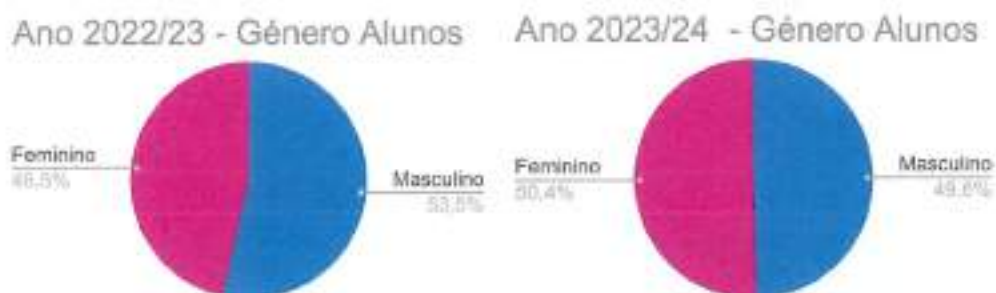 Ano 2022/23 - Género Alunos
Feminino
46,5%
Masculino
53,5%
Ano 2023/24 - Género Alunos
Feminino
50,4%
Masculino
49,6%